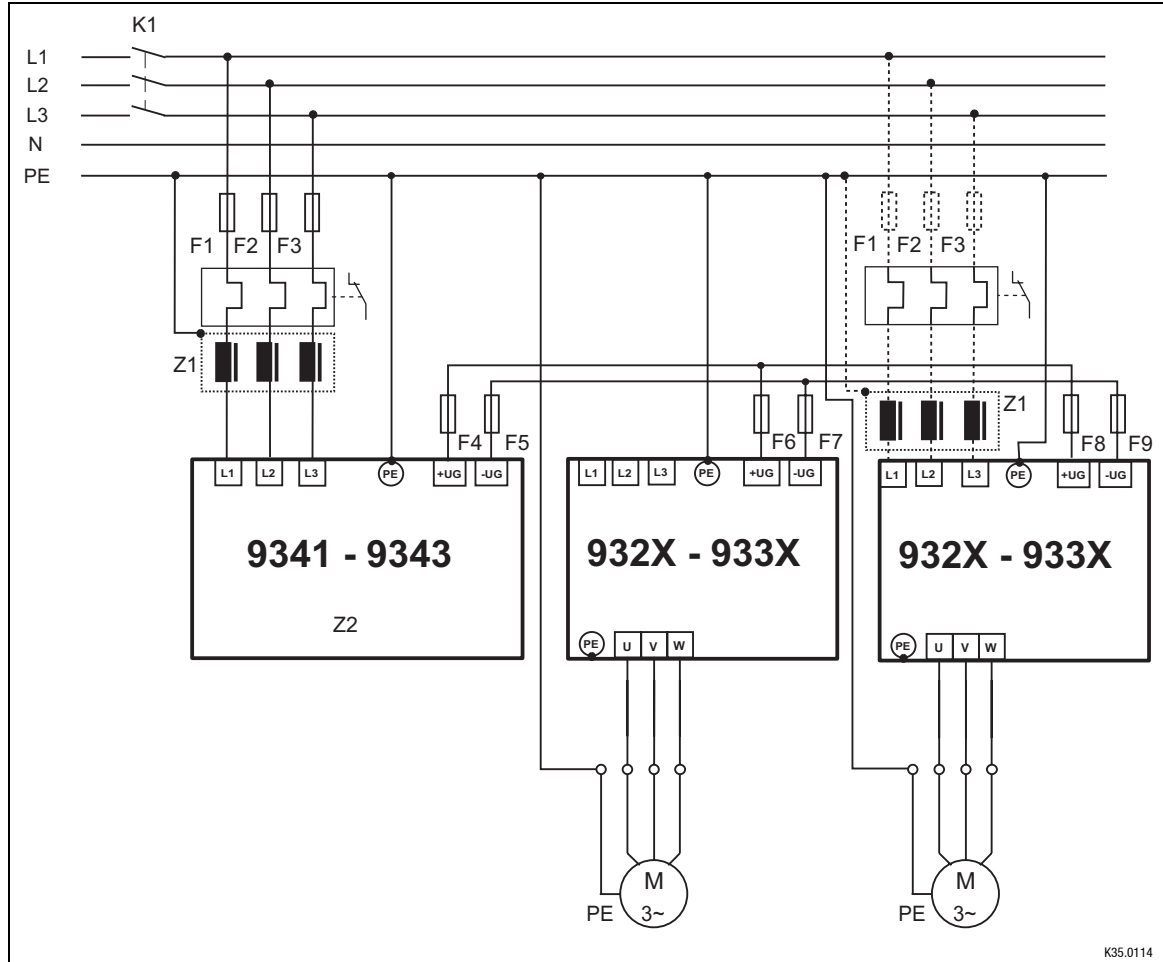 K1
L1
L2
L3
N
PE
F1 F2 F3
F1 F2 F3
Z1
Z1
F4 F5
F6 F7
F8 F9
L1 L2 L3 PE +UG -UG
L1 L2 L3 PE +UG -UG
L1 L2 L3 PE +UG -UG
9341 - 9343
932X - 933X
932X - 933X
Z2
PE U V W
PE U V W
M
3~
PE
M
3~
PE
K35.0114